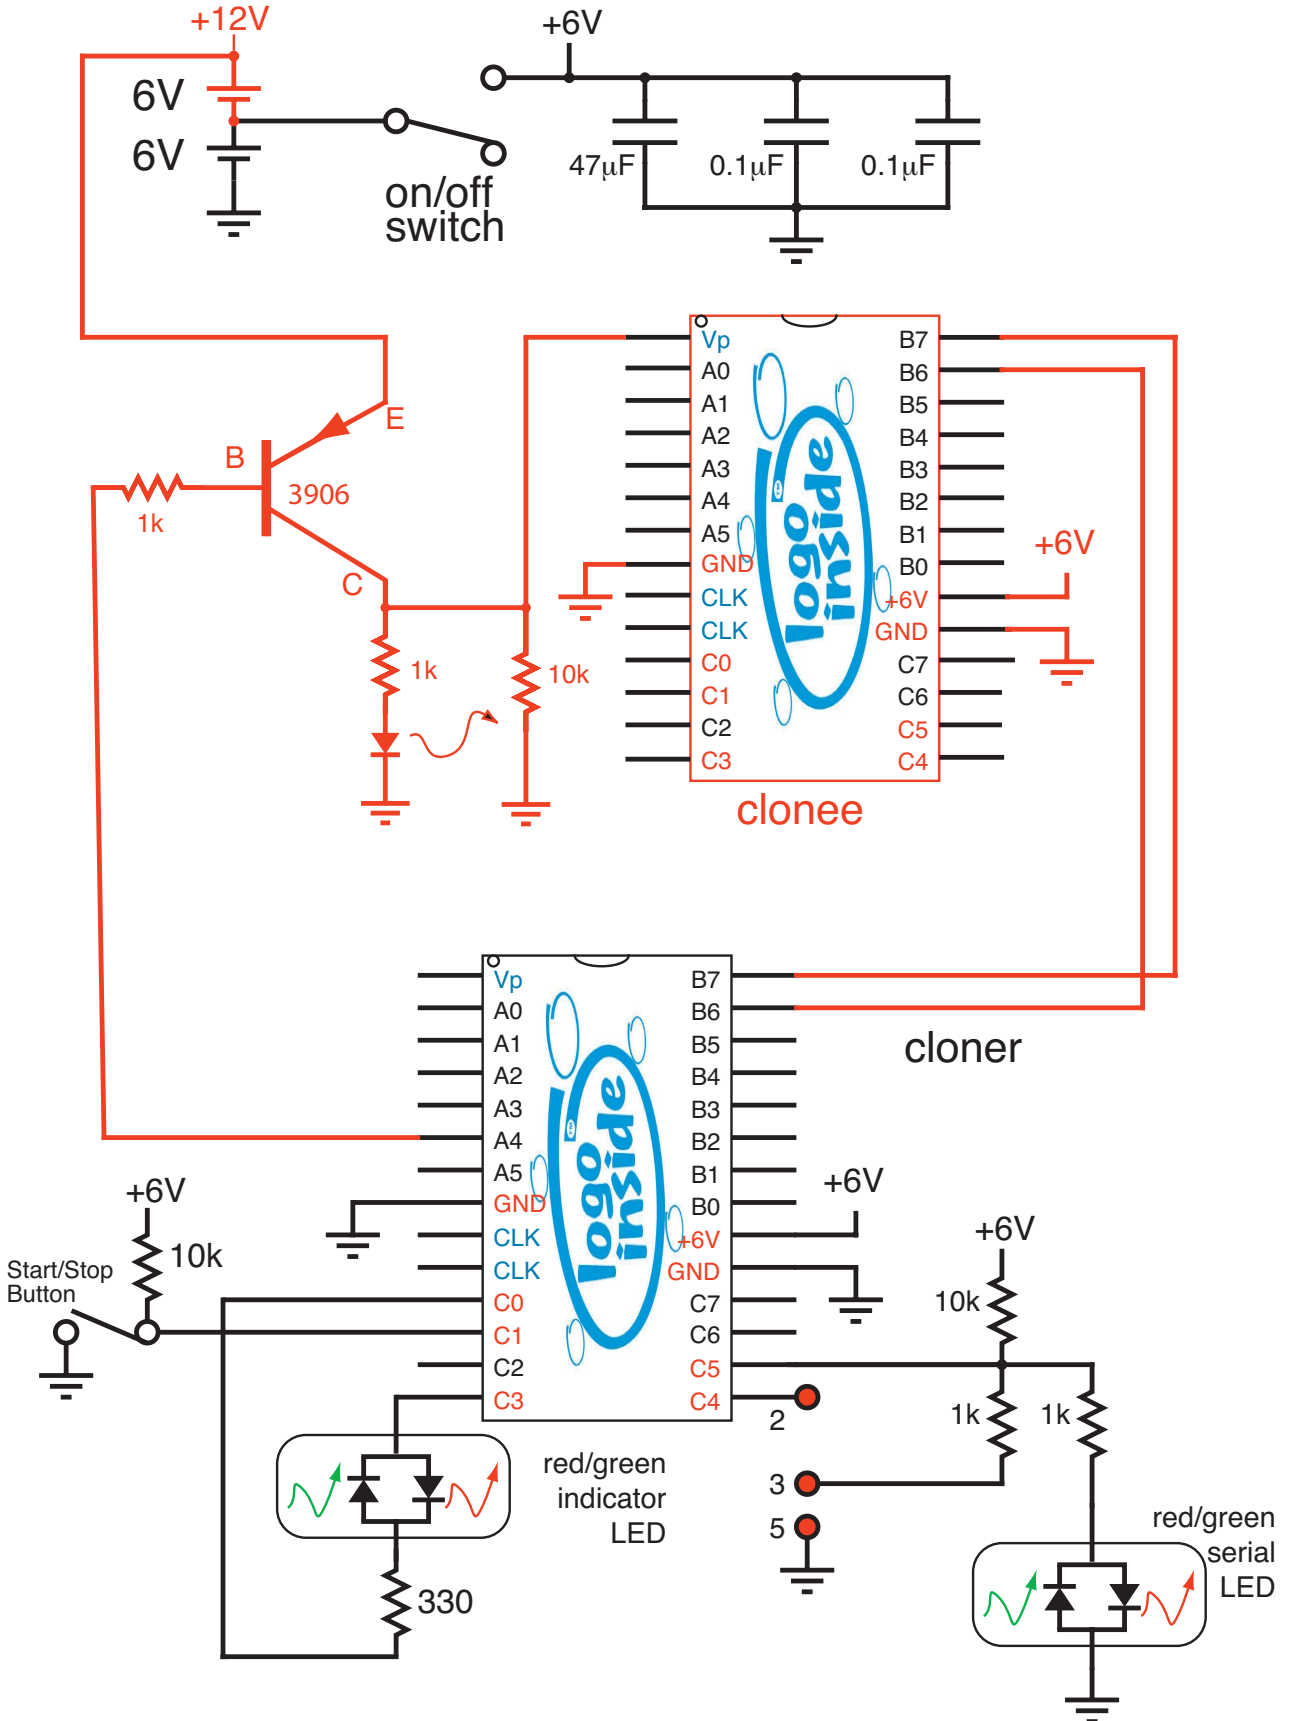 +12V
+6V
6V
6V
47µF
0.1µF
0.1µF
on/off
switch
E
B
3906
1k
C
1k
10k
Vp
A0
A1
A2
A3
A4
A5
GND
CLK
CLK
C0
C1
C2
C3
logo
inside
B7
B6
B5
B4
B3
B2
B1
B0
+6V
GND
C7
C6
C5
C4
+6V
clonee
Vp
A0
A1
A2
A3
A4
A5
GND
CLK
CLK
C0
C1
C2
C3
logo
inside
B7
B6
B5
B4
B3
B2
B1
B0
+6V
GND
C7
C6
C5
C4
cloner
+6V
+6V
10k
Start/Stop
Button
+6V
10k
1k
1k
2
3
5
red/green
indicator
LED
330
red/green
serial
LED